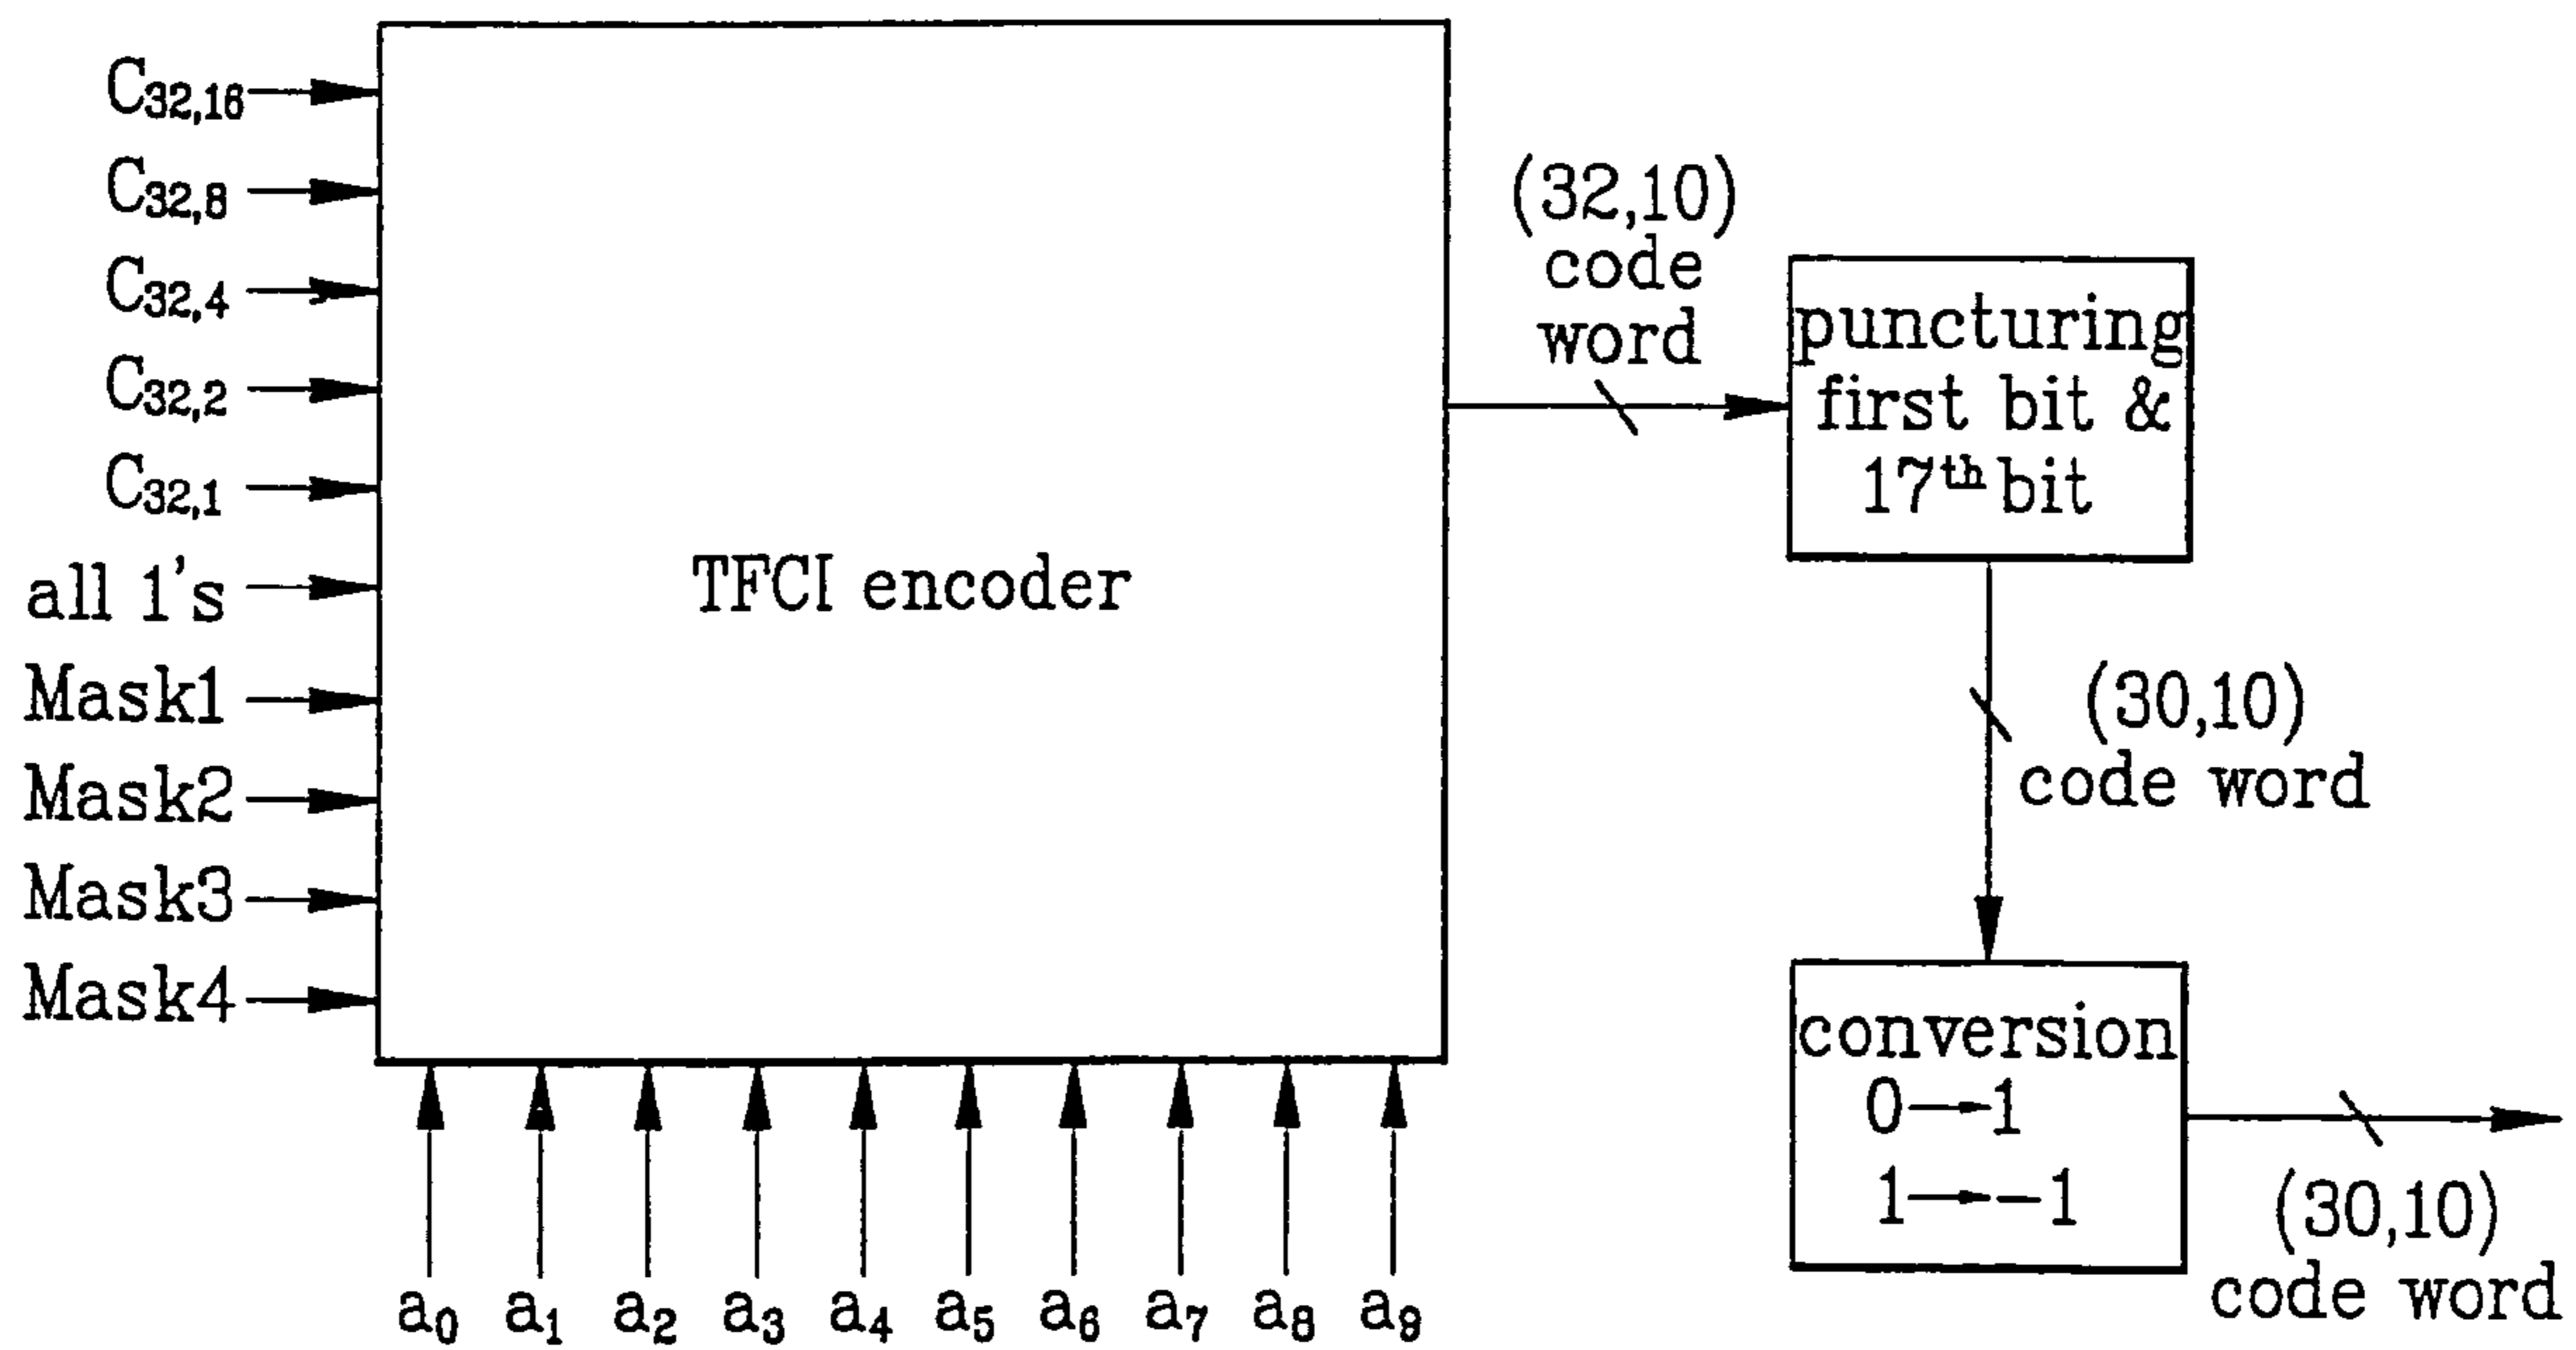 C32,16
C32,8
C32,4
C32,2
C32,1
all 1's
Mask1
Mask2
Mask3
Mask4
TFCI encoder
a0 a1 a2 a3 a4 a5 a6 a7 a8 a9
(32,10)
code
word
puncturing
first bit &
17th bit
(30,10)
code word
conversion
0→1
1→-1
(30,10)
code word